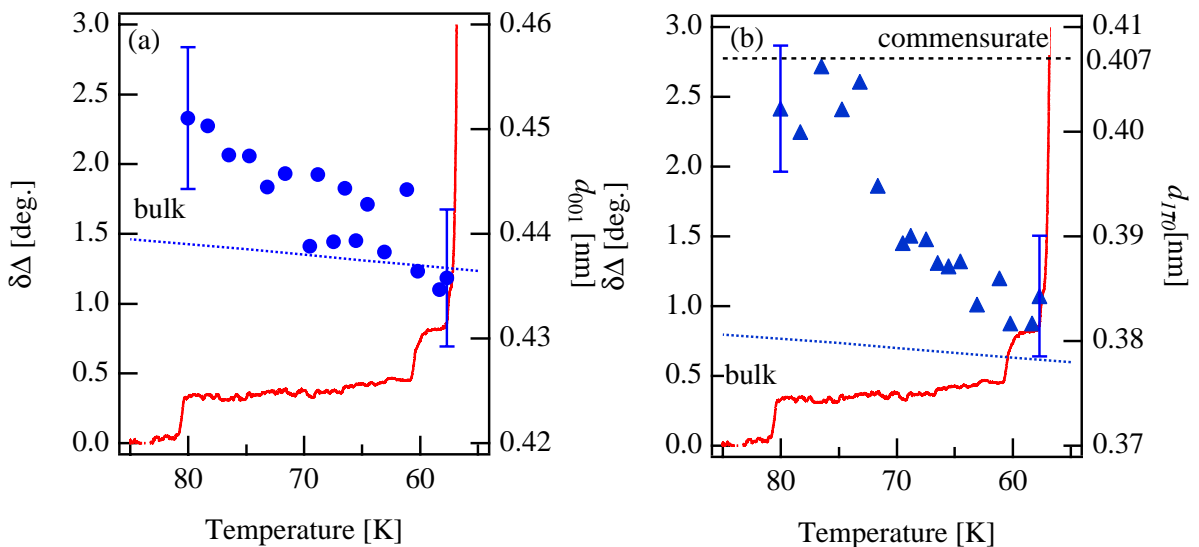 (a)
3.0
2.5
2.0
1.5
1.0
0.5
0.0
δΔ [deg.]
bulk
80
70
60
Temperature [K]
0.46
0.45
0.44
0.43
0.42
d001 [nm]
(b)
commensurate
3.0
2.5
2.0
1.5
1.0
0.5
0.0
δΔ [deg.]
bulk
80
70
60
Temperature [K]
0.41
0.407
0.40
0.39
0.38
0.37
d1T0[nm]